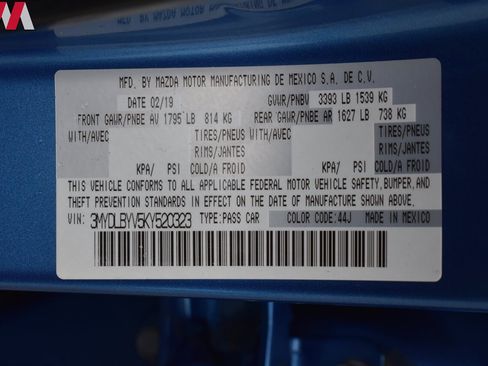 MFD. BY MAZDA MOTOR MANUFACTURING DE MEXICO S.A. DE C.V.
DATE 02/19 GVWR/PNBV 3393 LB 1539 KG
FRONT GAWR/PNBE AV 1795 LB 814 KG REAR GAWR/PNBE AR 1627 LB 738 KG
WITH/AVEC TIRES/PNEUS WITH/AVEC TIRES/PNEUS
RIMS/JANTES RIMS/JANTES
KPA/ PSI COLD/A FROID KPA/ PSI COLD/A FROID
THIS VEHICLE CONFORMS TO ALL APPLICABLE FEDERAL MOTOR VEHICLE SAFETY, BUMPER, AND
THEFT PREVENTION STANDARDS IN EFFECT ON THE DATE OF MANUFACTURE SHOWN ABOVE.
VIN: 3MYDLBYV5KY520323 TYPE:PASS CAR COLOR CODE:44J MADE IN MEXICO